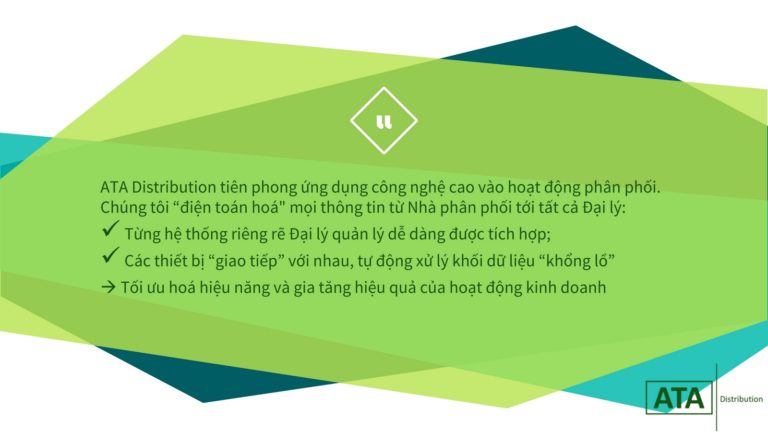 “
ATA Distribution tiên phong ứng dụng công nghệ cao vào hoạt động phân phối.
Chúng tôi “điện toán hoá" mọi thông tin từ Nhà phân phối tới tất cả Đại lý:
✓ Từng hệ thống riêng rẽ Đại lý quản lý dễ dàng được tích hợp;
✓ Các thiết bị “giao tiếp” với nhau, tự động xử lý khối dữ liệu “khổng lồ”
→ Tối ưu hoá hiệu năng và gia tăng hiệu quả của hoạt động kinh doanh
ATA Distribution